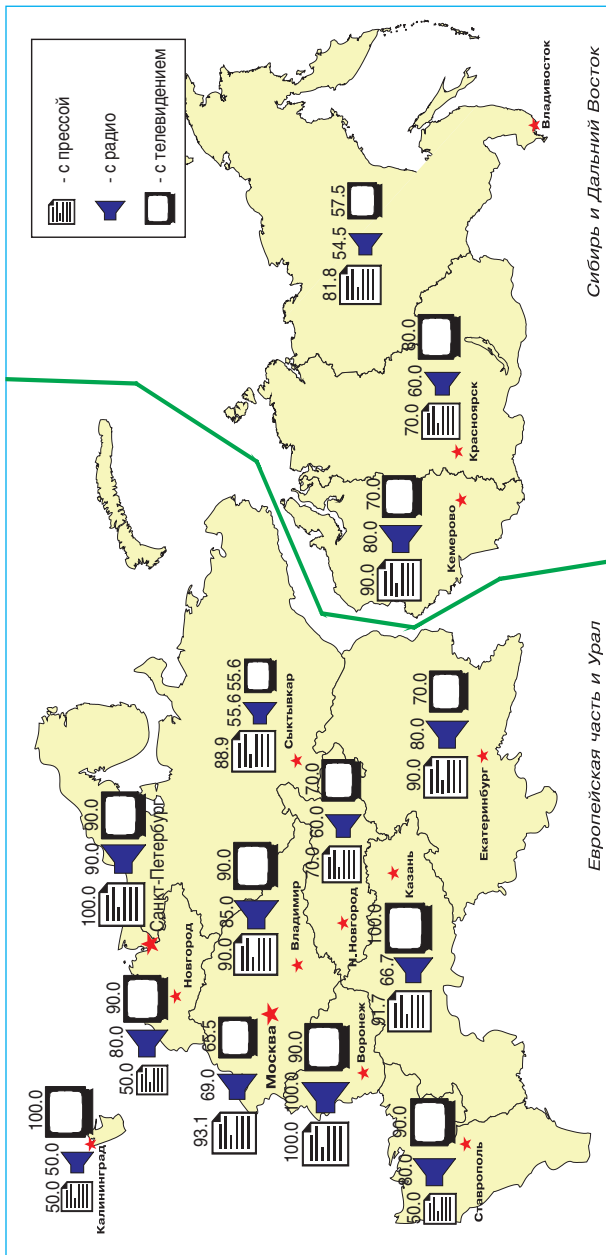 - с прессой
- с радио
- с телевидением
100.0
50.0 50.0
Калининград
100.0 90.0 90.0
Санкт-Петербург
50.0 80.0 90.0
Новгород
88.9 55.6 55.6
Сыктывкар
93.1 69.0 65.5
Москва
90.0 85.0 90.0
Владимир
100.0 100.0 90.0
Воронеж
70.0 60.0 70.0
Н.Новгород
91.7 66.7 100.0
Казань
50.0 80.0 90.0
Ставрополь
90.0 80.0 70.0
Екатеринбург
90.0 80.0 70.0
Кемерово
70.0 60.0 80.0
Красноярск
81.8 54.5 57.5
Владивосток
Европейская часть и Урал
Сибирь и Дальний Восток